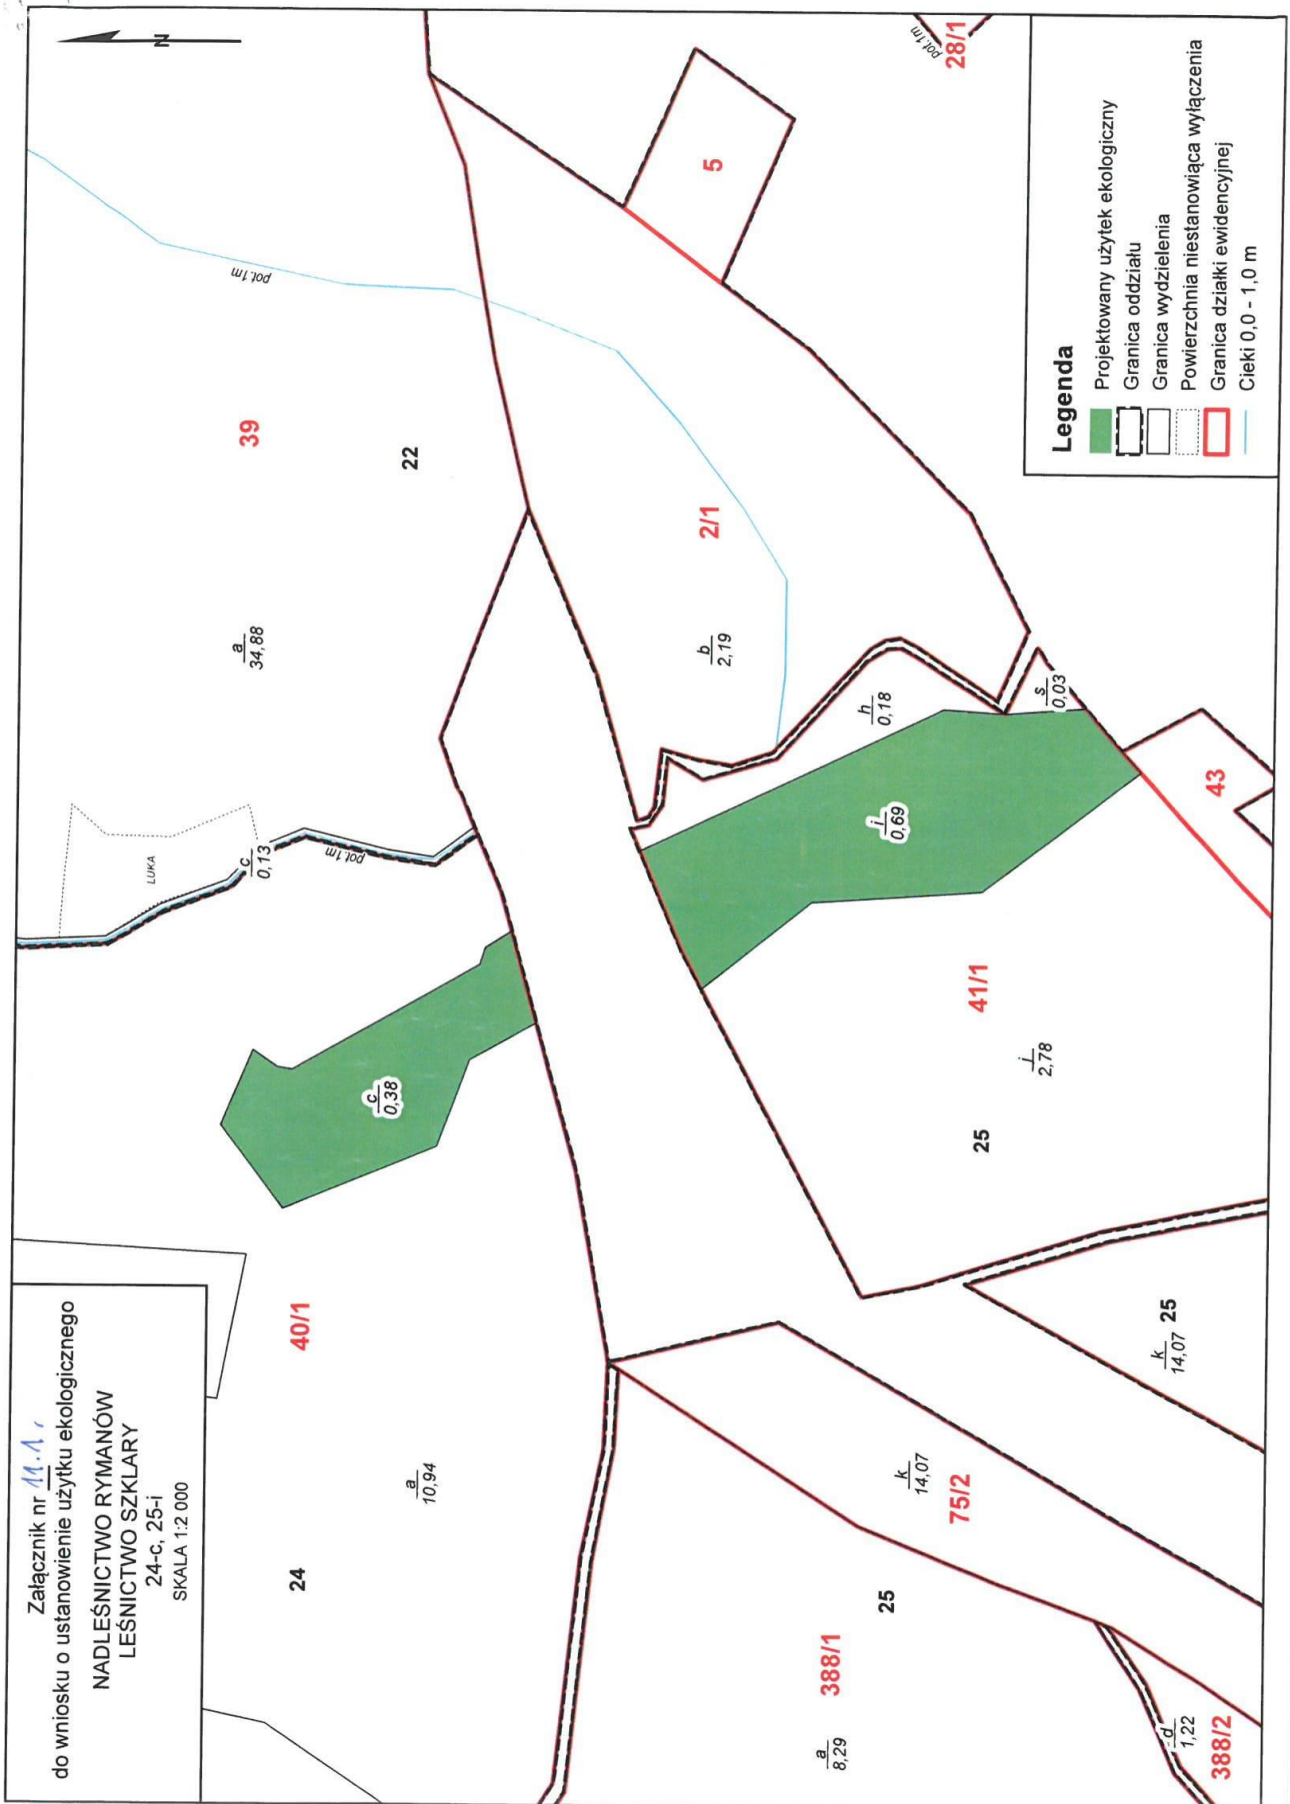 Załącznik nr 11.1.
do wniosku o ustanowienie użytku ekologicznego
NADLEŚNICTWO RYMANÓW
LEŚNICTWO SZKLARY
24-c, 25-i
SKALA 1:2 000
N
40/1
24
a
10,94
c
0,38
ŁUKA
c
0,13
pot.1m
a
34,88
39
22
pot.1m
2/1
b
2,19
5
pot.1m
28/1
h
0,18
s
0,03
i
0,69
43
41/1
j
2,78
25
k
14,07
25
k
14,07
75/2
25
388/1
a
8,29
d
1,22
388/2
Legenda
Projektowany użytek ekologiczny
Granica oddziału
Granica wydzielenia
Powierzchnia niestanowiąca wyłączenia
Granica działki ewidencyjnej
Cieki 0,0 - 1,0 m